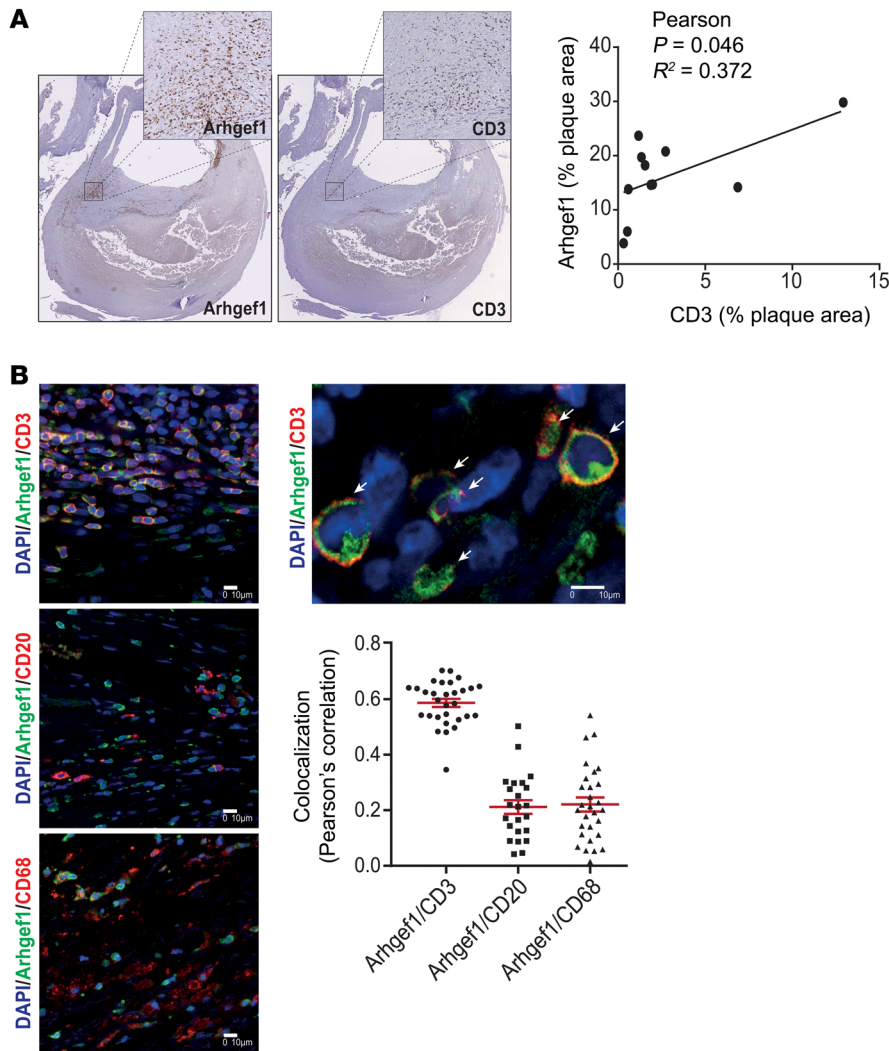 A
Arhgef1
CD3
Arhgef1
CD3
Pearson
P = 0.046
R² = 0.372
Arhgef1 (% plaque area)
40
30
20
10
0
0
5
10
15
CD3 (% plaque area)
B
DAPI/Arhgef1/CD3
0 10µm
DAPI/Arhgef1/CD3
0 10µm
DAPI/Arhgef1/CD20
0 10µm
DAPI/Arhgef1/CD68
0 10µm
Colocalization
(Pearson's correlation)
0.8
0.6
0.4
0.2
0.0
Arhgef1/CD3
Arhgef1/CD20
Arhgef1/CD68